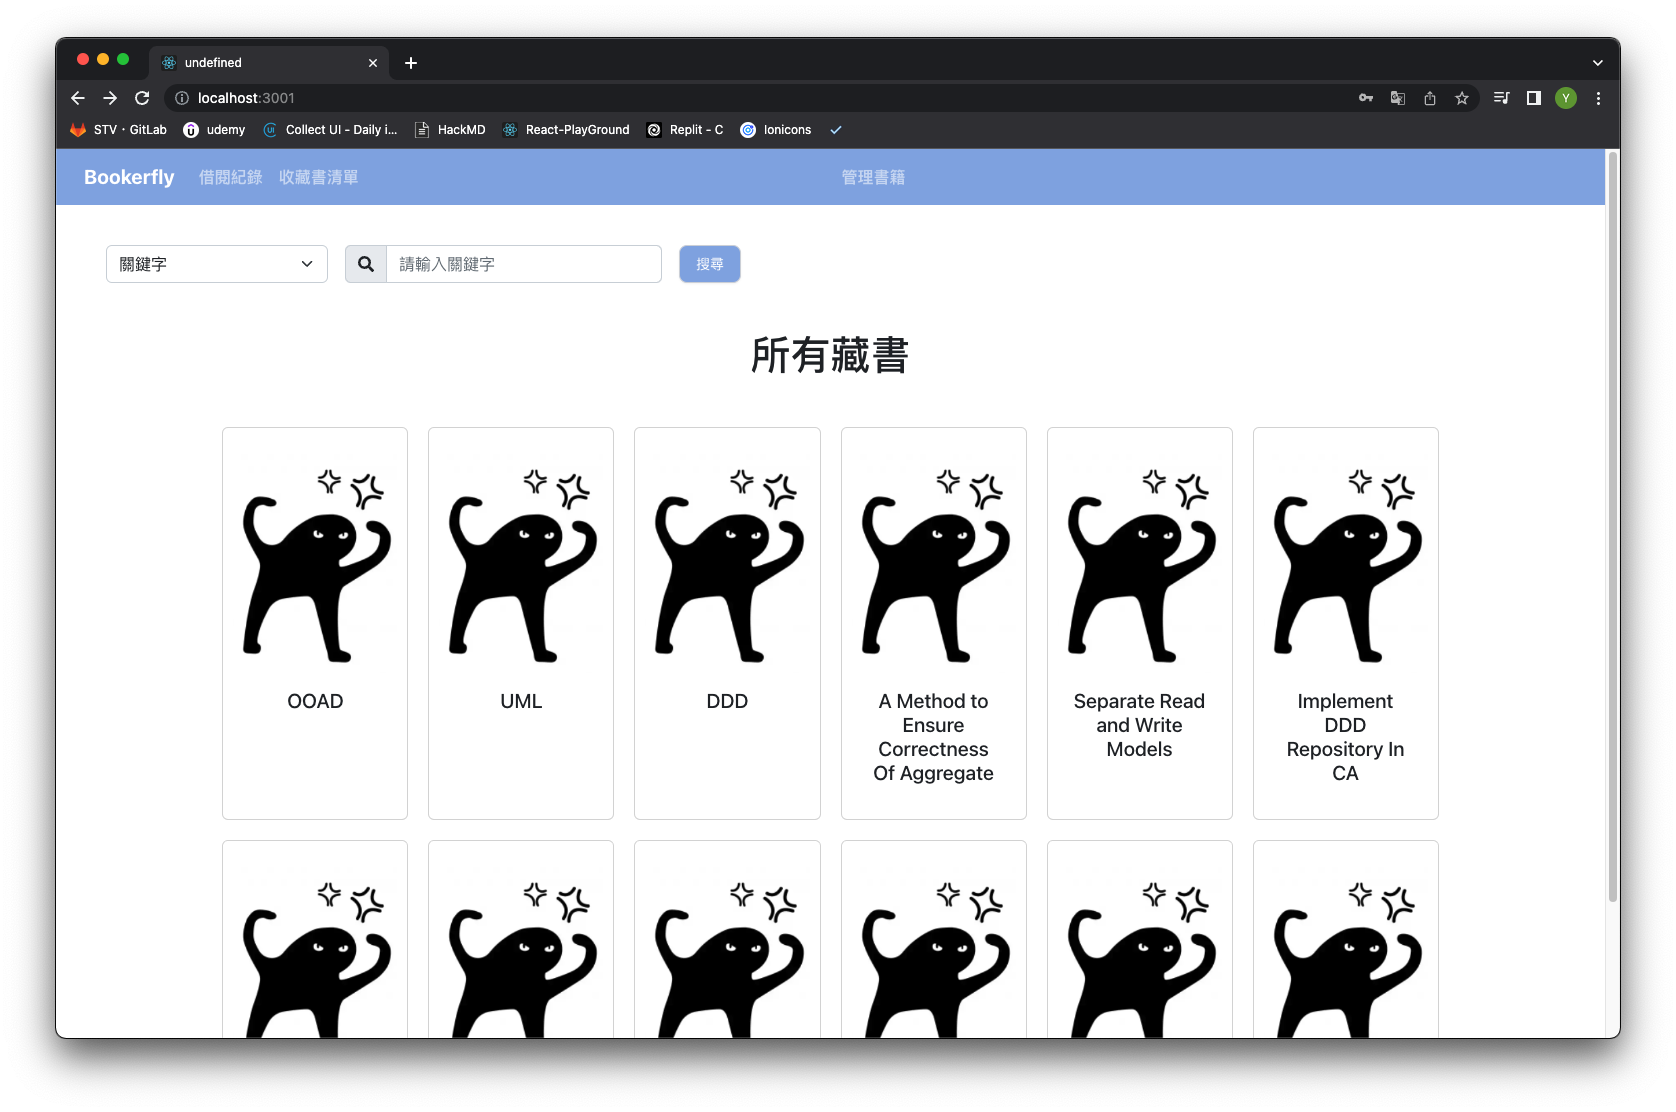 undefined
localhost:3001
STV · GitLab udemy Collect UI - Daily i... HackMD React-PlayGround Replit - C Ionicons
Y
Bookerfly 借閱紀錄 收藏書清單 管理書籍
關鍵字 請輸入關鍵字 搜尋
所有藏書
OOAD
UML
DDD
A Method to
Ensure
Correctness
Of Aggregate
Separate Read
and Write
Models
Implement
DDD
Repository In
CA